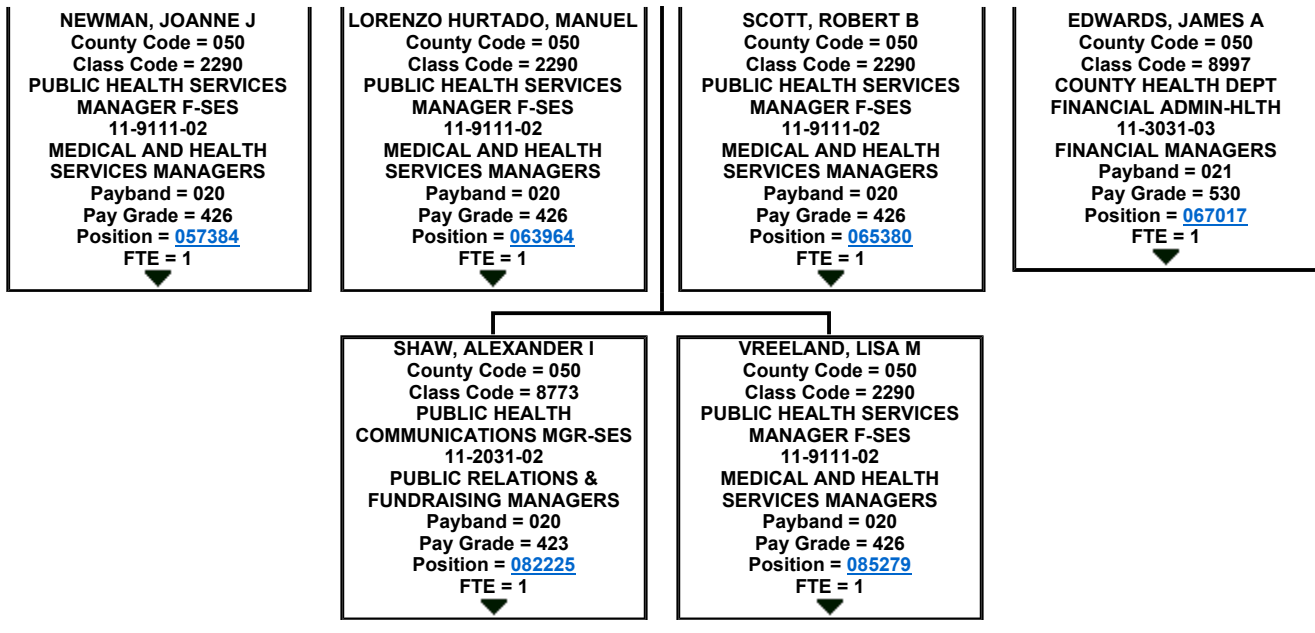 NEWMAN, JOANNE J
County Code = 050
Class Code = 2290
PUBLIC HEALTH SERVICES
MANAGER F-SES
11-9111-02
MEDICAL AND HEALTH
SERVICES MANAGERS
Payband = 020
Pay Grade = 426
Position = 057384
FTE = 1
LORENZO HURTADO, MANUEL
County Code = 050
Class Code = 2290
PUBLIC HEALTH SERVICES
MANAGER F-SES
11-9111-02
MEDICAL AND HEALTH
SERVICES MANAGERS
Payband = 020
Pay Grade = 426
Position = 063964
FTE = 1
SCOTT, ROBERT B
County Code = 050
Class Code = 2290
PUBLIC HEALTH SERVICES
MANAGER F-SES
11-9111-02
MEDICAL AND HEALTH
SERVICES MANAGERS
Payband = 020
Pay Grade = 426
Position = 065380
FTE = 1
EDWARDS, JAMES A
County Code = 050
Class Code = 8997
COUNTY HEALTH DEPT
FINANCIAL ADMIN-HLTH
11-3031-03
FINANCIAL MANAGERS
Payband = 021
Pay Grade = 530
Position = 067017
FTE = 1
SHAW, ALEXANDER I
County Code = 050
Class Code = 8773
PUBLIC HEALTH
COMMUNICATIONS MGR-SES
11-2031-02
PUBLIC RELATIONS &
FUNDRAISING MANAGERS
Payband = 020
Pay Grade = 423
Position = 082225
FTE = 1
VREELAND, LISA M
County Code = 050
Class Code = 2290
PUBLIC HEALTH SERVICES
MANAGER F-SES
11-9111-02
MEDICAL AND HEALTH
SERVICES MANAGERS
Payband = 020
Pay Grade = 426
Position = 085279
FTE = 1